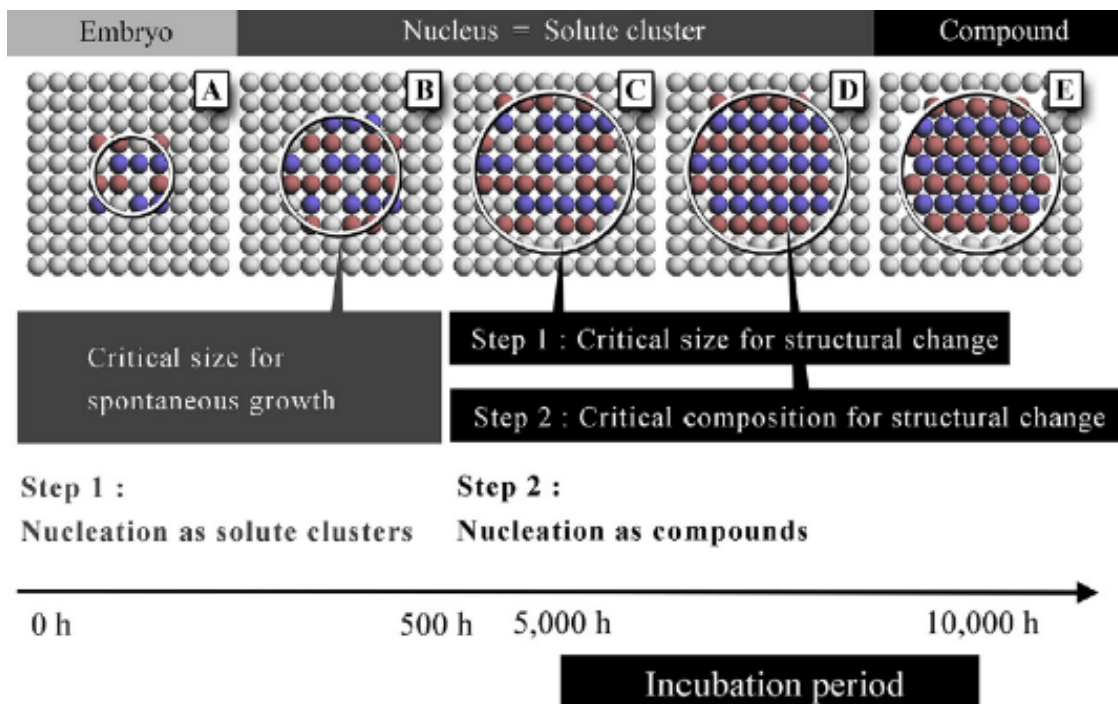 Embryo
Nucleus = Solute cluster
Compound
A
B
C
D
E
Critical size for
spontaneous growth
Step 1 : Critical size for structural change
Step 2 : Critical composition for structural change
Step 1 :
Nucleation as solute clusters
Step 2 :
Nucleation as compounds
0 h
500 h
5,000 h
10,000 h
Incubation period